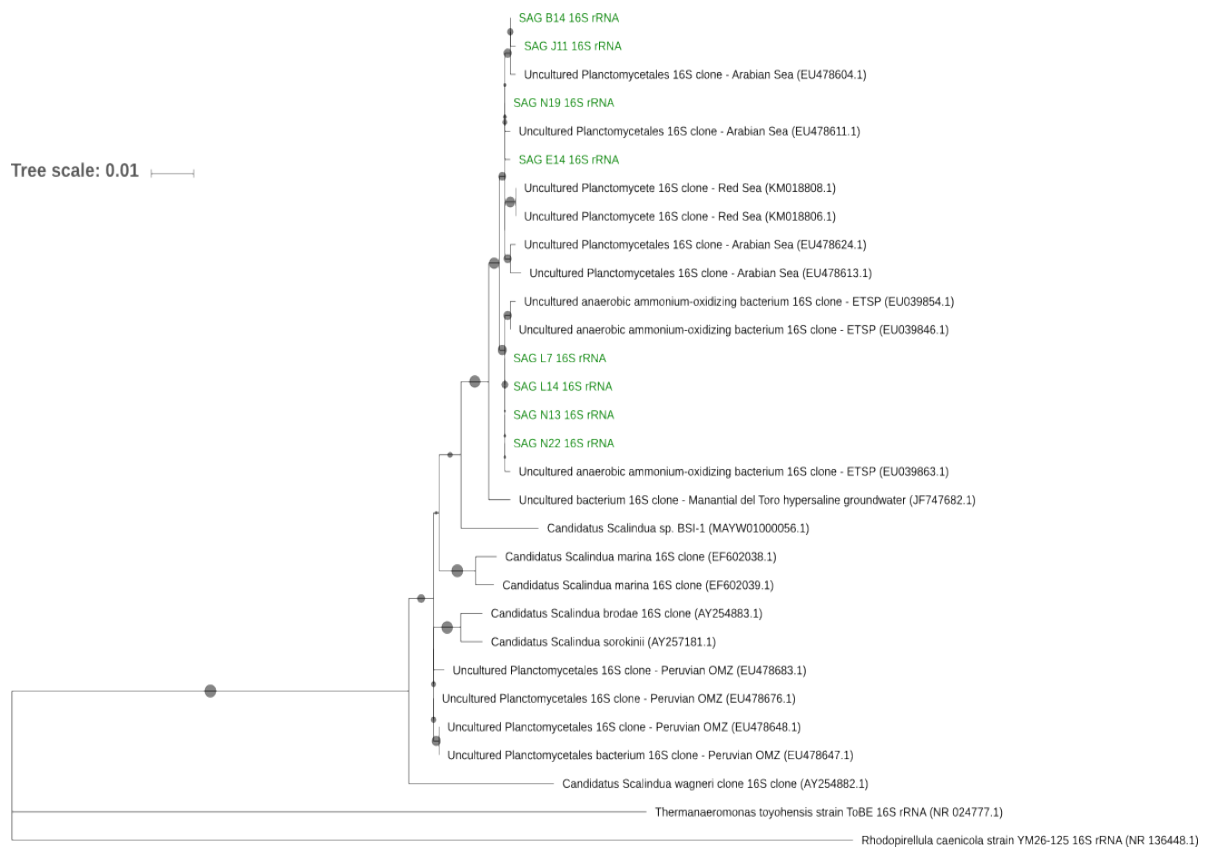 SAG B14 16S rRNA
SAG J11 16S rRNA
Uncultured Planctomycetales 16S clone - Arabian Sea (EU478604.1)
SAG N19 16S rRNA
Uncultured Planctomycetales 16S clone - Arabian Sea (EU478611.1)
SAG E14 16S rRNA
Tree scale: 0.01
Uncultured Planctomycete 16S clone - Red Sea (KM018808.1)
Uncultured Planctomycete 16S clone - Red Sea (KM018806.1)
Uncultured Planctomycetales 16S clone - Arabian Sea (EU478624.1)
Uncultured Planctomycetales 16S clone - Arabian Sea (EU478613.1)
Uncultured anaerobic ammonium-oxidizing bacterium 16S clone - ETSP (EU039854.1)
Uncultured anaerobic ammonium-oxidizing bacterium 16S clone - ETSP (EU039846.1)
SAG L7 16S rRNA
SAG L14 16S rRNA
SAG N13 16S rRNA
SAG N22 16S rRNA
Uncultured anaerobic ammonium-oxidizing bacterium 16S clone - ETSP (EU039863.1)
Uncultured bacterium 16S clone - Manantial del Toro hypersaline groundwater (JF747682.1)
Candidatus Scalindua sp. BSI-1 (MAYW01000056.1)
Candidatus Scalindua marina 16S clone (EF602038.1)
Candidatus Scalindua marina 16S clone (EF602039.1)
Candidatus Scalindua brodae 16S clone (AY254883.1)
Candidatus Scalindua sorokinii (AY257181.1)
Uncultured Planctomycetales 16S clone - Peruvian OMZ (EU478683.1)
Uncultured Planctomycetales 16S clone - Peruvian OMZ (EU478676.1)
Uncultured Planctomycetales 16S clone - Peruvian OMZ (EU478648.1)
Uncultured Planctomycetales bacterium 16S clone - Peruvian OMZ (EU478647.1)
Candidatus Scalindua wagneri clone 16S clone (AY254882.1)
Thermanaeromonas toyohensis strain ToBE 16S rRNA (NR 024777.1)
Rhodopirellula caenicola strain YM26-125 16S rRNA (NR 136448.1)